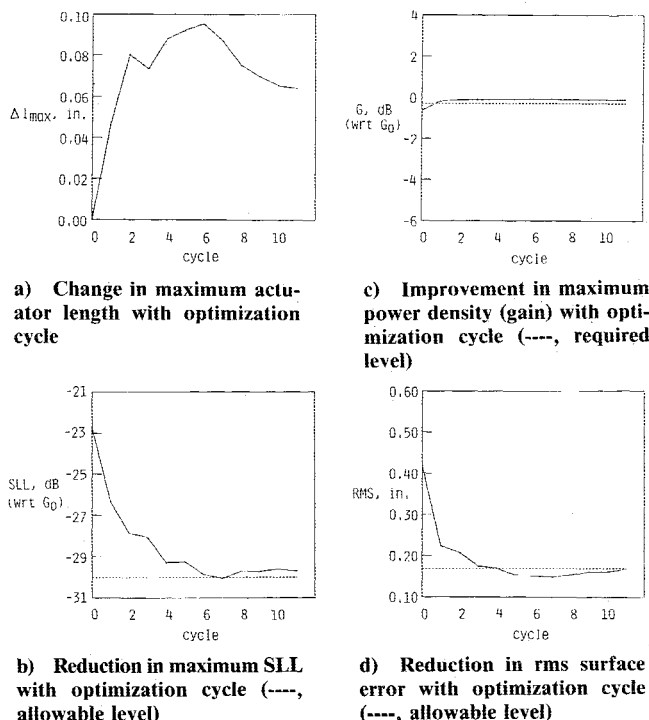 0.10
0.08
0.06
Δlmax, in.
0.04
0.02
0.00
0 2 4 6 8 10
cycle
a) Change in maximum actu-
ator length with optimization
cycle
4
2
0
G, dB
(wrt G0)
-2
-4
-6
0 2 4 6 8 10
cycle
c) Improvement in maximum
power density (gain) with opti-
mization cycle (----, required
level)
-21
-23
-25
SLL, dB
(wrt G0)
-27
-29
-31
0 2 4 6 8 10
cycle
b) Reduction in maximum SLL
with optimization cycle (----,
allowable level)
0.60
0.50
0.40
RMS, in.
0.30
0.20
0.10
0 2 4 6 8 10
cycle
d) Reduction in rms surface
error with optimization cycle
(----, allowable level)